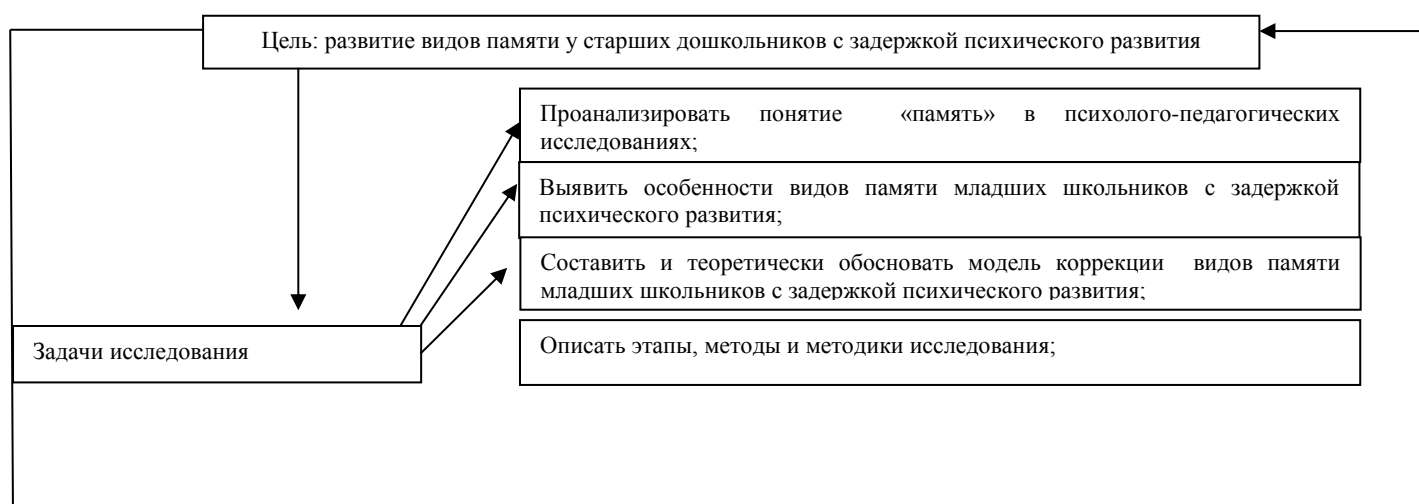 Цель: развитие видов памяти у старших дошкольников с задержкой психического развития
Проанализировать понятие «память» в психолого-педагогических
исследованиях;
Выявить особенности видов памяти младших школьников с задержкой
психического развития;
Составить и теоретически обосновать модель коррекции видов памяти
младших школьников с задержкой психического развития;
Задачи исследования
Описать этапы, методы и методики исследования;